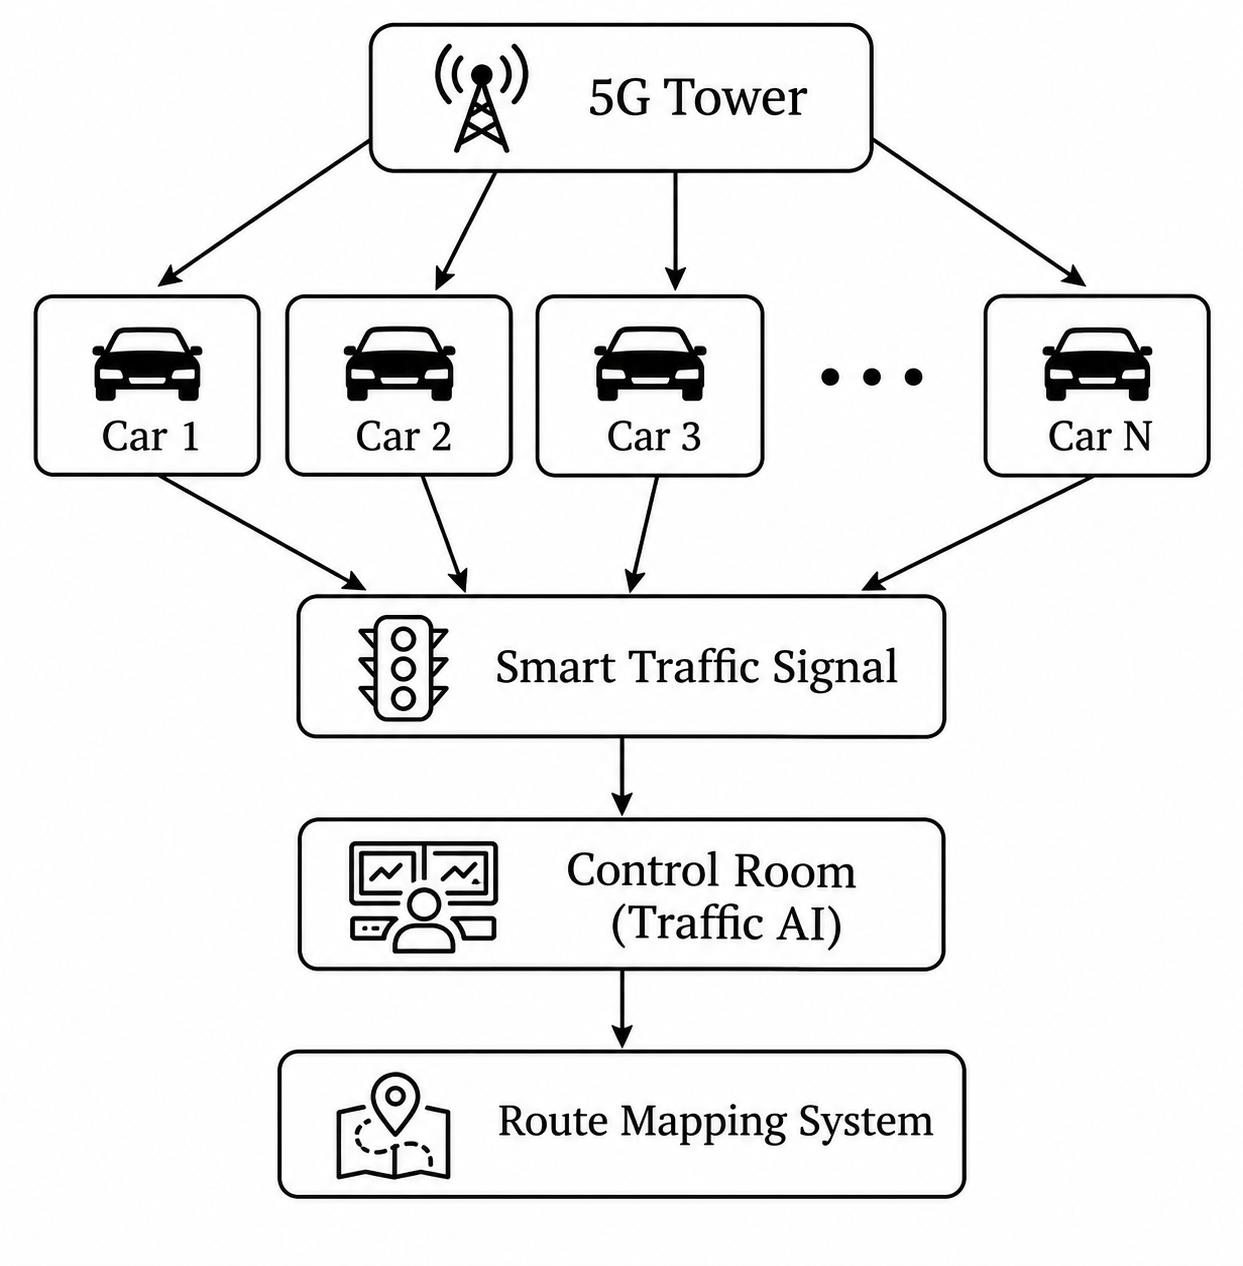 5G Tower
Car 1
Car 2
Car 3
Car N
Smart Traffic Signal
Control Room
(Traffic AI)
Route Mapping System